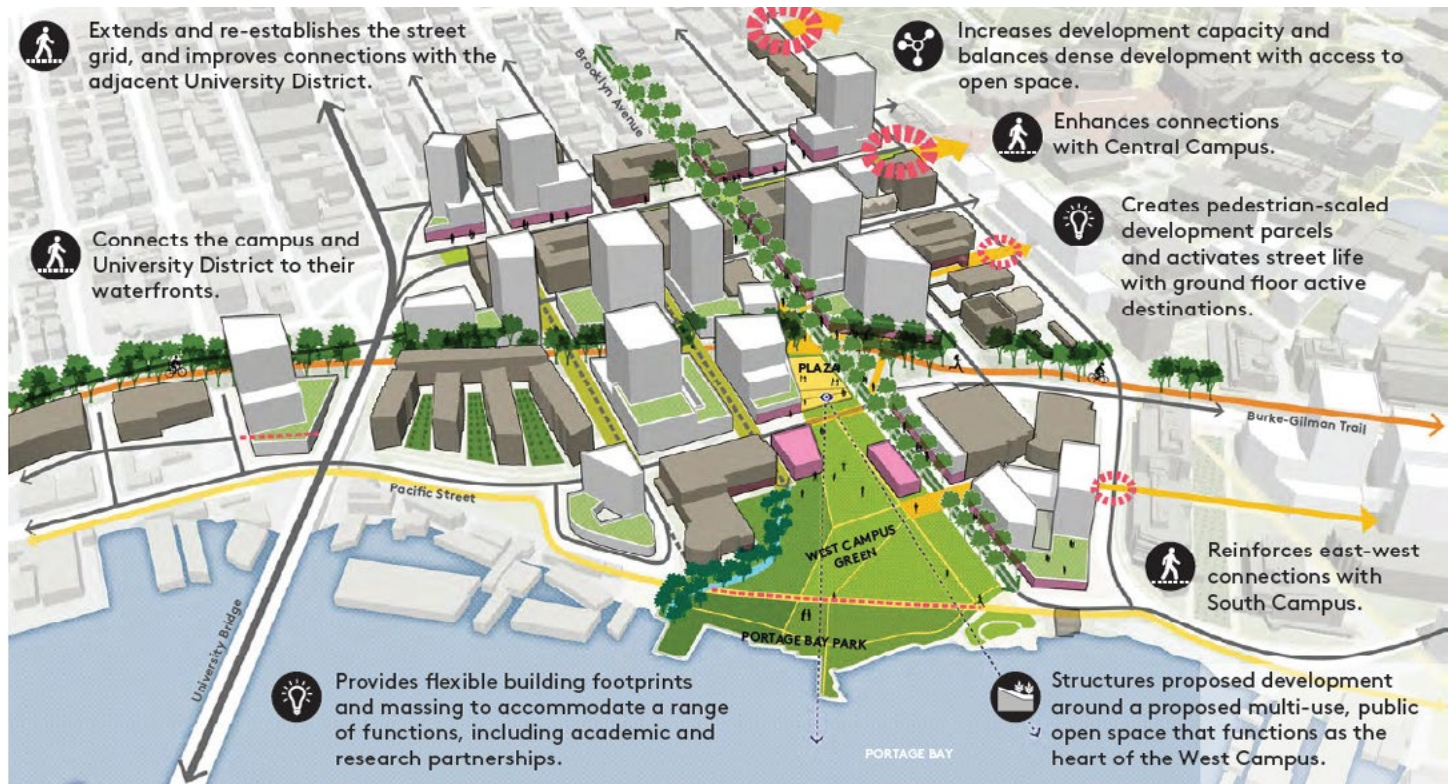 Extends and re-establishes the street
grid, and improves connections with the
adjacent University District.
Brooklyn Avenue
Increases development capacity and
balances dense development with access to
open space.
Enhances connections
with Central Campus.
Connects the campus and
University District to their
waterfronts.
Creates pedestrian-scaled
development parcels
and activates street life
with ground floor active
destinations.
PLAZA
Burke-Gilman Trail
Pacific Street
WEST CAMPUS
GREEN
Reinforces east-west
connections with
South Campus.
PORTAGE BAY PARK
University Bridge
Provides flexible building footprints
and massing to accommodate a range
of functions, including academic and
research partnerships.
Structures proposed development
around a proposed multi-use, public
open space that functions as the
heart of the West Campus.
PORTAGE BAY